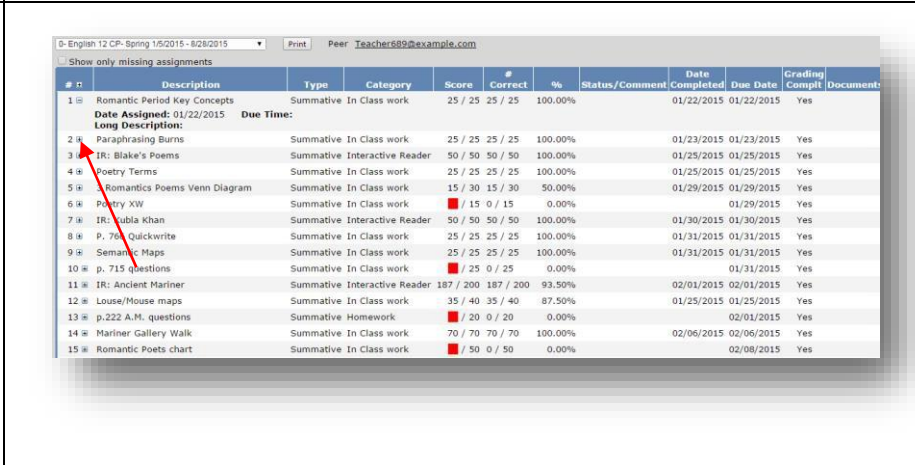 0- English 12 CP- Spring 1/5/2015 - 8/28/2015 Print Peer Teacher689@example.com
Show only missing assignments
# Description Type Category Score # Correct % Status/Comment Date Completed Due Date Grading Complt Documents
1 Romantic Period Key Concepts Summative In Class work 25 / 25 25 / 25 100.00% 01/22/2015 01/22/2015 Yes
Date Assigned: 01/22/2015 Due Time:
Long Description:
2 Paraphrasing Burns Summative In Class work 25 / 25 25 / 25 100.00% 01/23/2015 01/23/2015 Yes
3 IR: Blake's Poems Summative Interactive Reader 50 / 50 50 / 50 100.00% 01/25/2015 01/25/2015 Yes
4 Poetry Terms Summative In Class work 25 / 25 25 / 25 100.00% 01/25/2015 01/25/2015 Yes
5 3 Romantics Poems Venn Diagram Summative In Class work 15 / 30 15 / 30 50.00% 01/29/2015 01/29/2015 Yes
6 Poetry XW Summative In Class work / 15 0 / 15 0.00% 01/29/2015 Yes
7 IR: Kubla Khan Summative Interactive Reader 50 / 50 50 / 50 100.00% 01/30/2015 01/30/2015 Yes
8 P. 766 Quickwrite Summative In Class work 25 / 25 25 / 25 100.00% 01/31/2015 01/31/2015 Yes
9 Semantic Maps Summative In Class work 25 / 25 25 / 25 100.00% 01/31/2015 01/31/2015 Yes
10 p. 715 questions Summative In Class work / 25 0 / 25 0.00% 01/31/2015 Yes
11 IR: Ancient Mariner Summative Interactive Reader 187 / 200 187 / 200 93.50% 02/01/2015 02/01/2015 Yes
12 Louse/Mouse maps Summative In Class work 35 / 40 35 / 40 87.50% 01/25/2015 01/25/2015 Yes
13 p.222 A.M. questions Summative Homework / 20 0 / 20 0.00% 02/01/2015 Yes
14 Mariner Gallery Walk Summative In Class work 70 / 70 70 / 70 100.00% 02/06/2015 02/06/2015 Yes
15 Romantic Poets chart Summative In Class work / 50 0 / 50 0.00% 02/08/2015 Yes